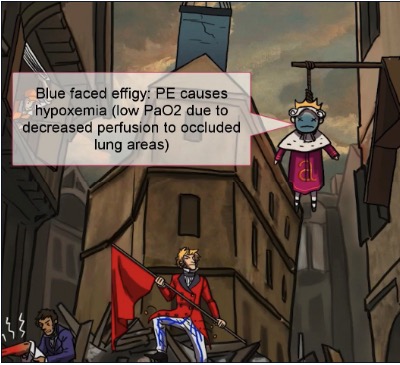 Blue faced effigy: PE causes
hypoxemia (low PaO2 due to
decreased perfusion to occluded
lung areas)